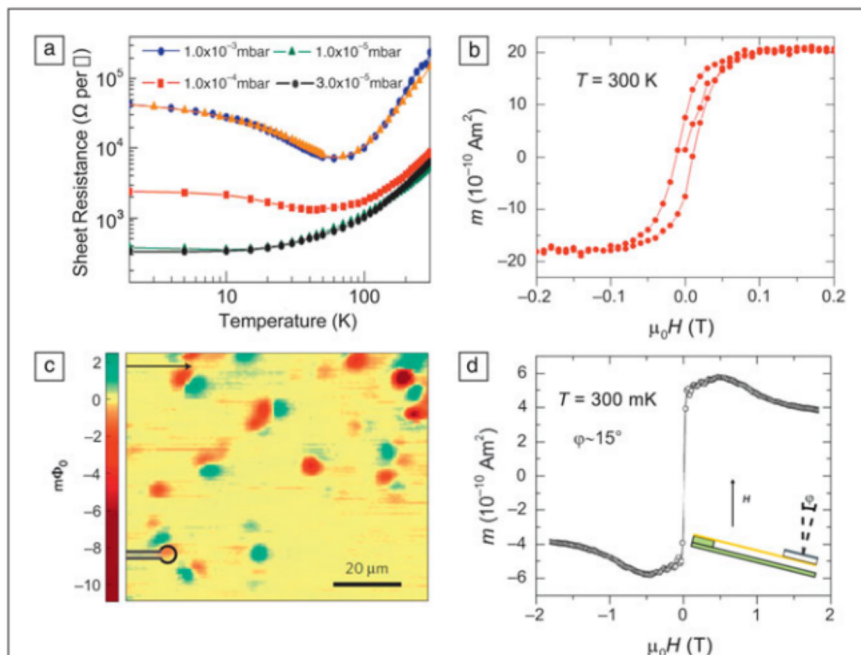 a
Sheet Resistance (Ω per □)
10⁵
10⁴
10³
1.0x10⁻³mbar
1.0x10⁻⁵mbar
1.0x10⁻⁴mbar
3.0x10⁻⁵mbar
10
100
Temperature (K)
b
m (10⁻¹⁰ Am²)
20
10
0
−10
−20
T = 300 K
−0.2
−0.1
0.0
0.1
0.2
μ₀H (T)
c
mΦ₀
2
0
−2
−4
−6
−8
−10
20 μm
d
m (10⁻¹⁰ Am²)
6
4
2
0
−2
−4
−6
T = 300 mK
φ~15°
H
φ
−2
−1
0
1
2
μ₀H (T)